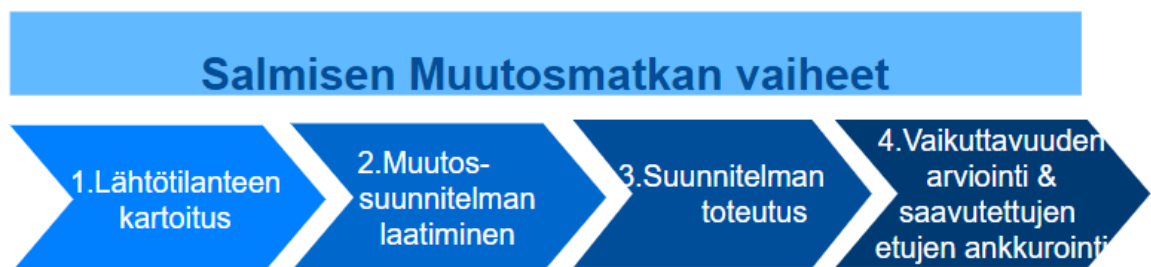 Salmisen Muutosmatkan vaiheet
1.Lähtötilanteen
kartoitus
2.Muutos-
suunnitelman
laatiminen
3.Suunnitelman
toteutus
4.Vaikuttavuuden
arviointi &
saavutettujen
etujen ankkurointi